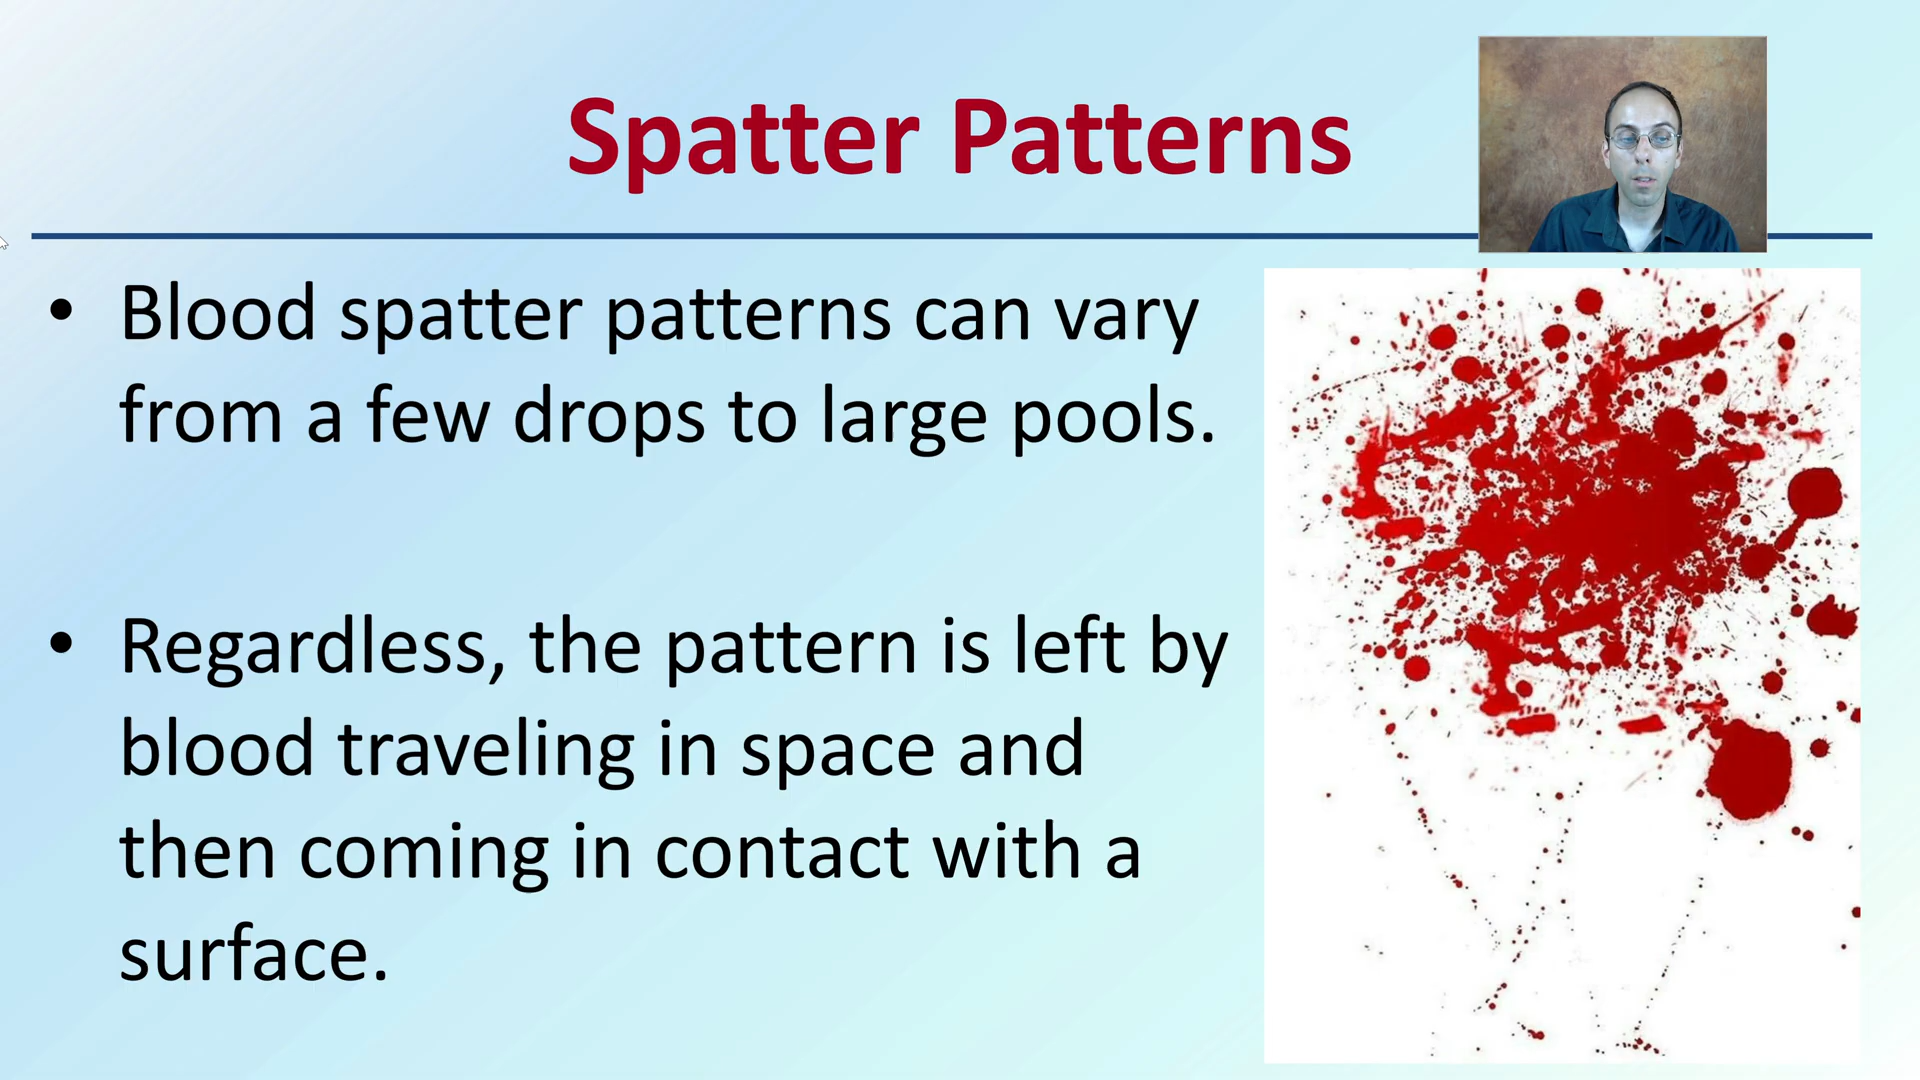 Spatter Patterns
• Blood spatter patterns can vary
from a few drops to large pools.
• Regardless, the pattern is left by
blood traveling in space and
then coming in contact with a
surface.